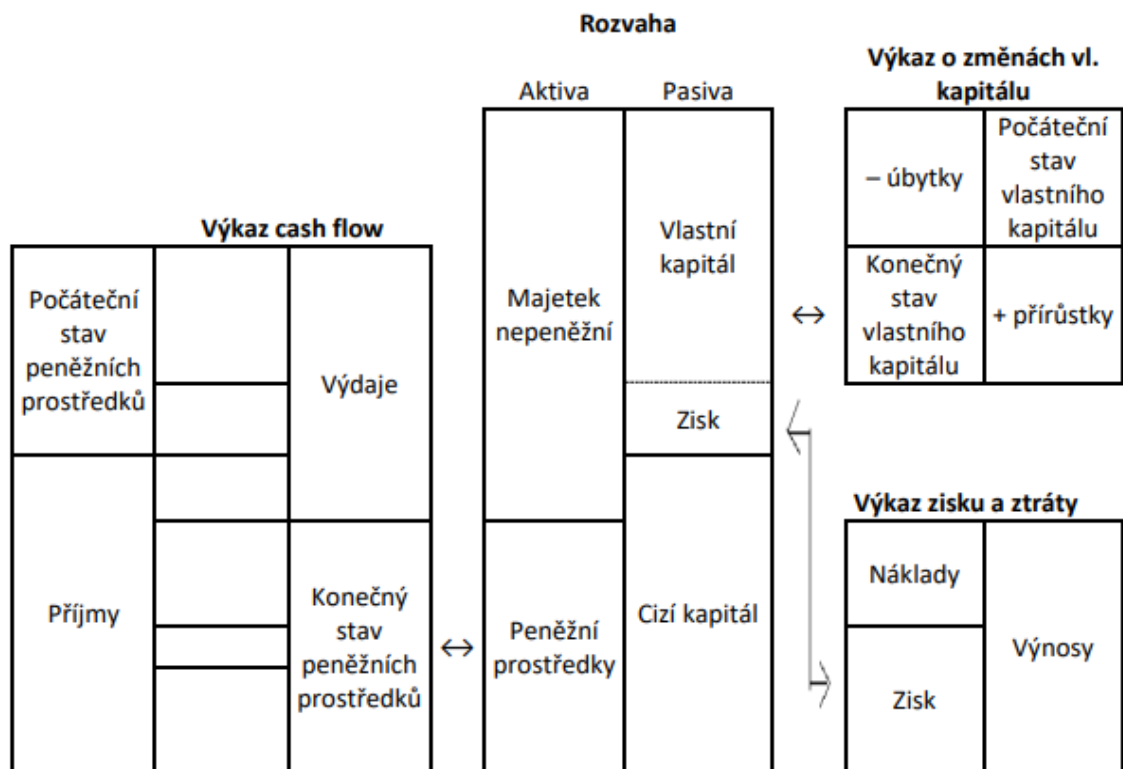 Rozvaha
Aktiva
Pasiva
Majetek
nepeněžní
Vlastní
kapitál
Zisk
Peněžní
prostředky
Cizí kapitál
↔
↔
Výkaz o změnách vl.
kapitálu
– úbytky
Počáteční
stav
vlastního
kapitálu
Konečný
stav
vlastního
kapitálu
+ přírůstky
Výkaz cash flow
Počáteční
stav
peněžních
prostředků
Výdaje
Příjmy
Konečný
stav
peněžních
prostředků
Výkaz zisku a ztráty
Náklady
Výnosy
Zisk